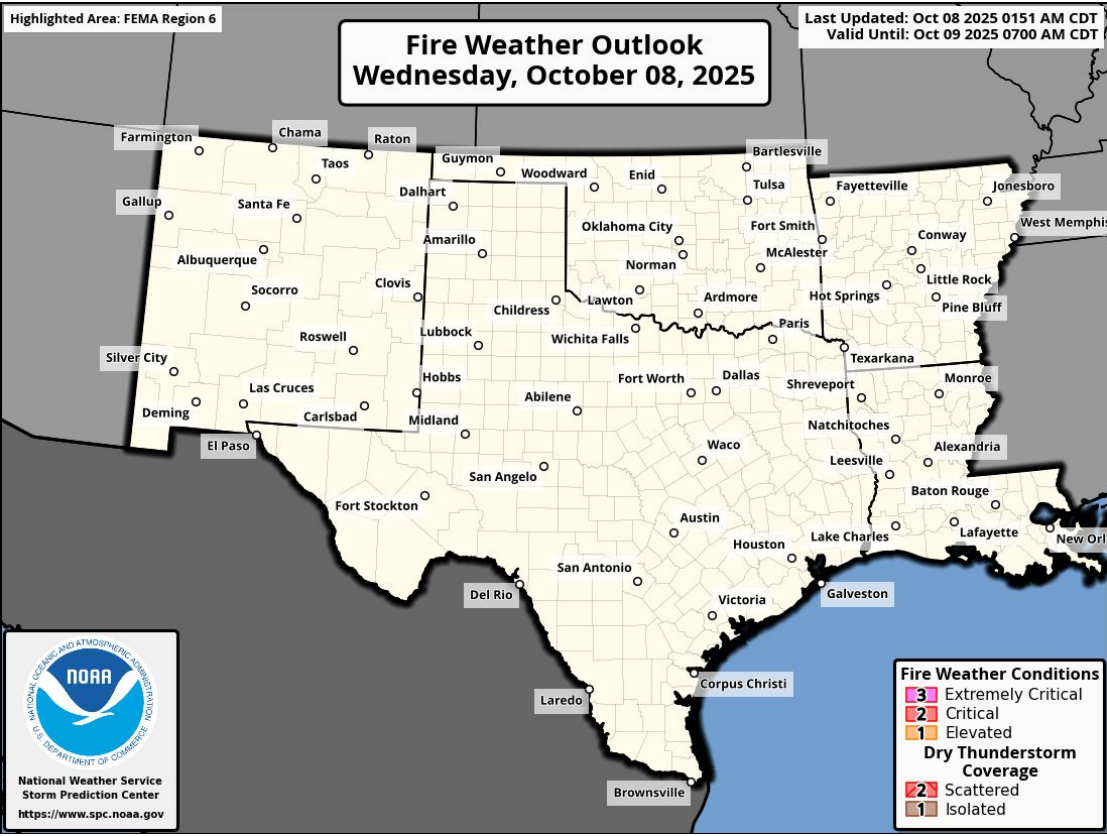 Highlighted Area: FEMA Region 6
Last Updated: Oct 08 2025 0151 AM CDT
Valid Until: Oct 09 2025 0700 AM CDT
Fire Weather Outlook
Wednesday, October 08, 2025
Farmington
Chama
Raton
Taos
Guymon
Woodward
Enid
Bartlesville
Tulsa
Fayetteville
Jonesboro
Gallup
Santa Fe
Dalhart
West Memphis
Oklahoma City
Fort Smith
Conway
Albuquerque
Amarillo
Norman
McAlester
Little Rock
Socorro
Clovis
Childress
Lawton
Ardmore
Hot Springs
Pine Bluff
Roswell
Lubbock
Wichita Falls
Paris
Silver City
Texarkana
Las Cruces
Hobbs
Abilene
Fort Worth
Dallas
Shreveport
Monroe
Deming
Carlsbad
Midland
Natchitoches
El Paso
San Angelo
Waco
Leesville
Alexandria
Fort Stockton
Baton Rouge
Austin
Houston
Lake Charles
Lafayette
New Orl
San Antonio
Del Rio
Victoria
Galveston
Laredo
Corpus Christi
Brownsville
NATIONAL OCEANIC AND ATMOSPHERIC ADMINISTRATION
NOAA
U.S. DEPARTMENT OF COMMERCE
National Weather Service
Storm Prediction Center
https://www.spc.noaa.gov
Fire Weather Conditions
3 Extremely Critical
2 Critical
1 Elevated
Dry Thunderstorm
Coverage
2 Scattered
1 Isolated